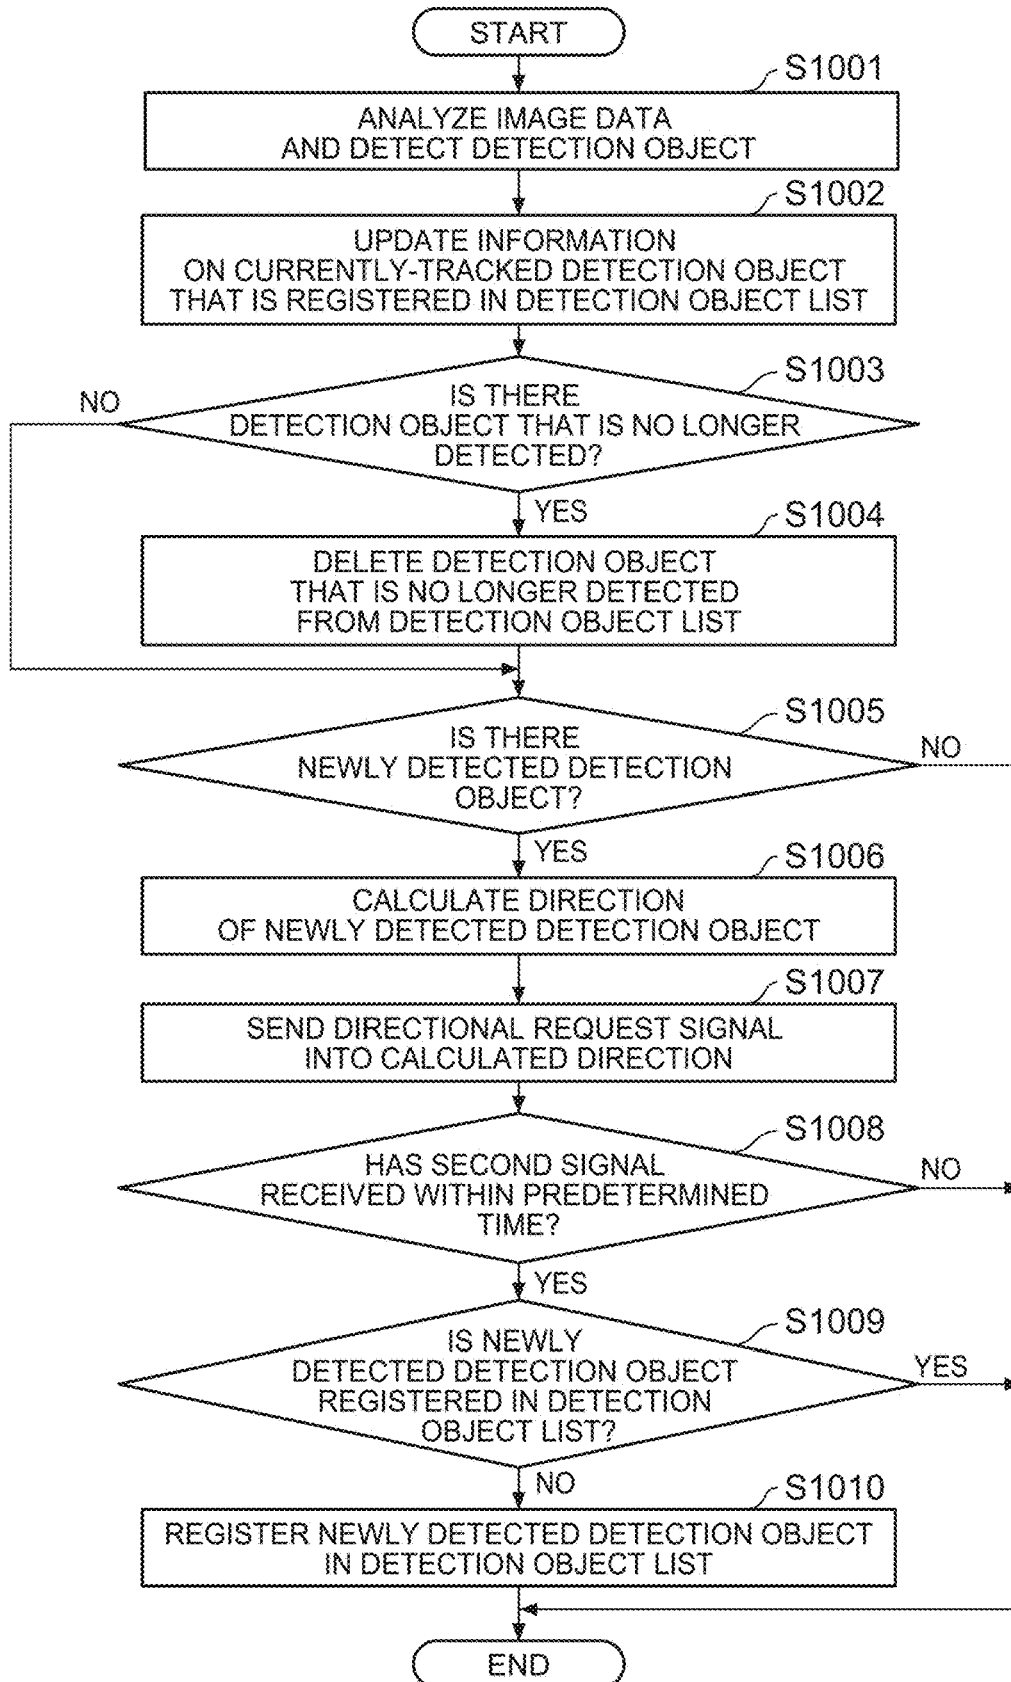 START
S1001
ANALYZE IMAGE DATA
AND DETECT DETECTION OBJECT
S1002
UPDATE INFORMATION
ON CURRENTLY-TRACKED DETECTION OBJECT
THAT IS REGISTERED IN DETECTION OBJECT LIST
S1003
NO
IS THERE
DETECTION OBJECT THAT IS NO LONGER
DETECTED?
YES
S1004
DELETE DETECTION OBJECT
THAT IS NO LONGER DETECTED
FROM DETECTION OBJECT LIST
S1005
IS THERE
NEWLY DETECTED DETECTION
OBJECT?
NO
YES
S1006
CALCULATE DIRECTION
OF NEWLY DETECTED DETECTION OBJECT
S1007
SEND DIRECTIONAL REQUEST SIGNAL
INTO CALCULATED DIRECTION
S1008
HAS SECOND SIGNAL
RECEIVED WITHIN PREDETERMINED
TIME?
NO
YES
S1009
IS NEWLY
DETECTED DETECTION OBJECT
REGISTERED IN DETECTION
OBJECT LIST?
YES
NO
S1010
REGISTER NEWLY DETECTED DETECTION OBJECT
IN DETECTION OBJECT LIST
END